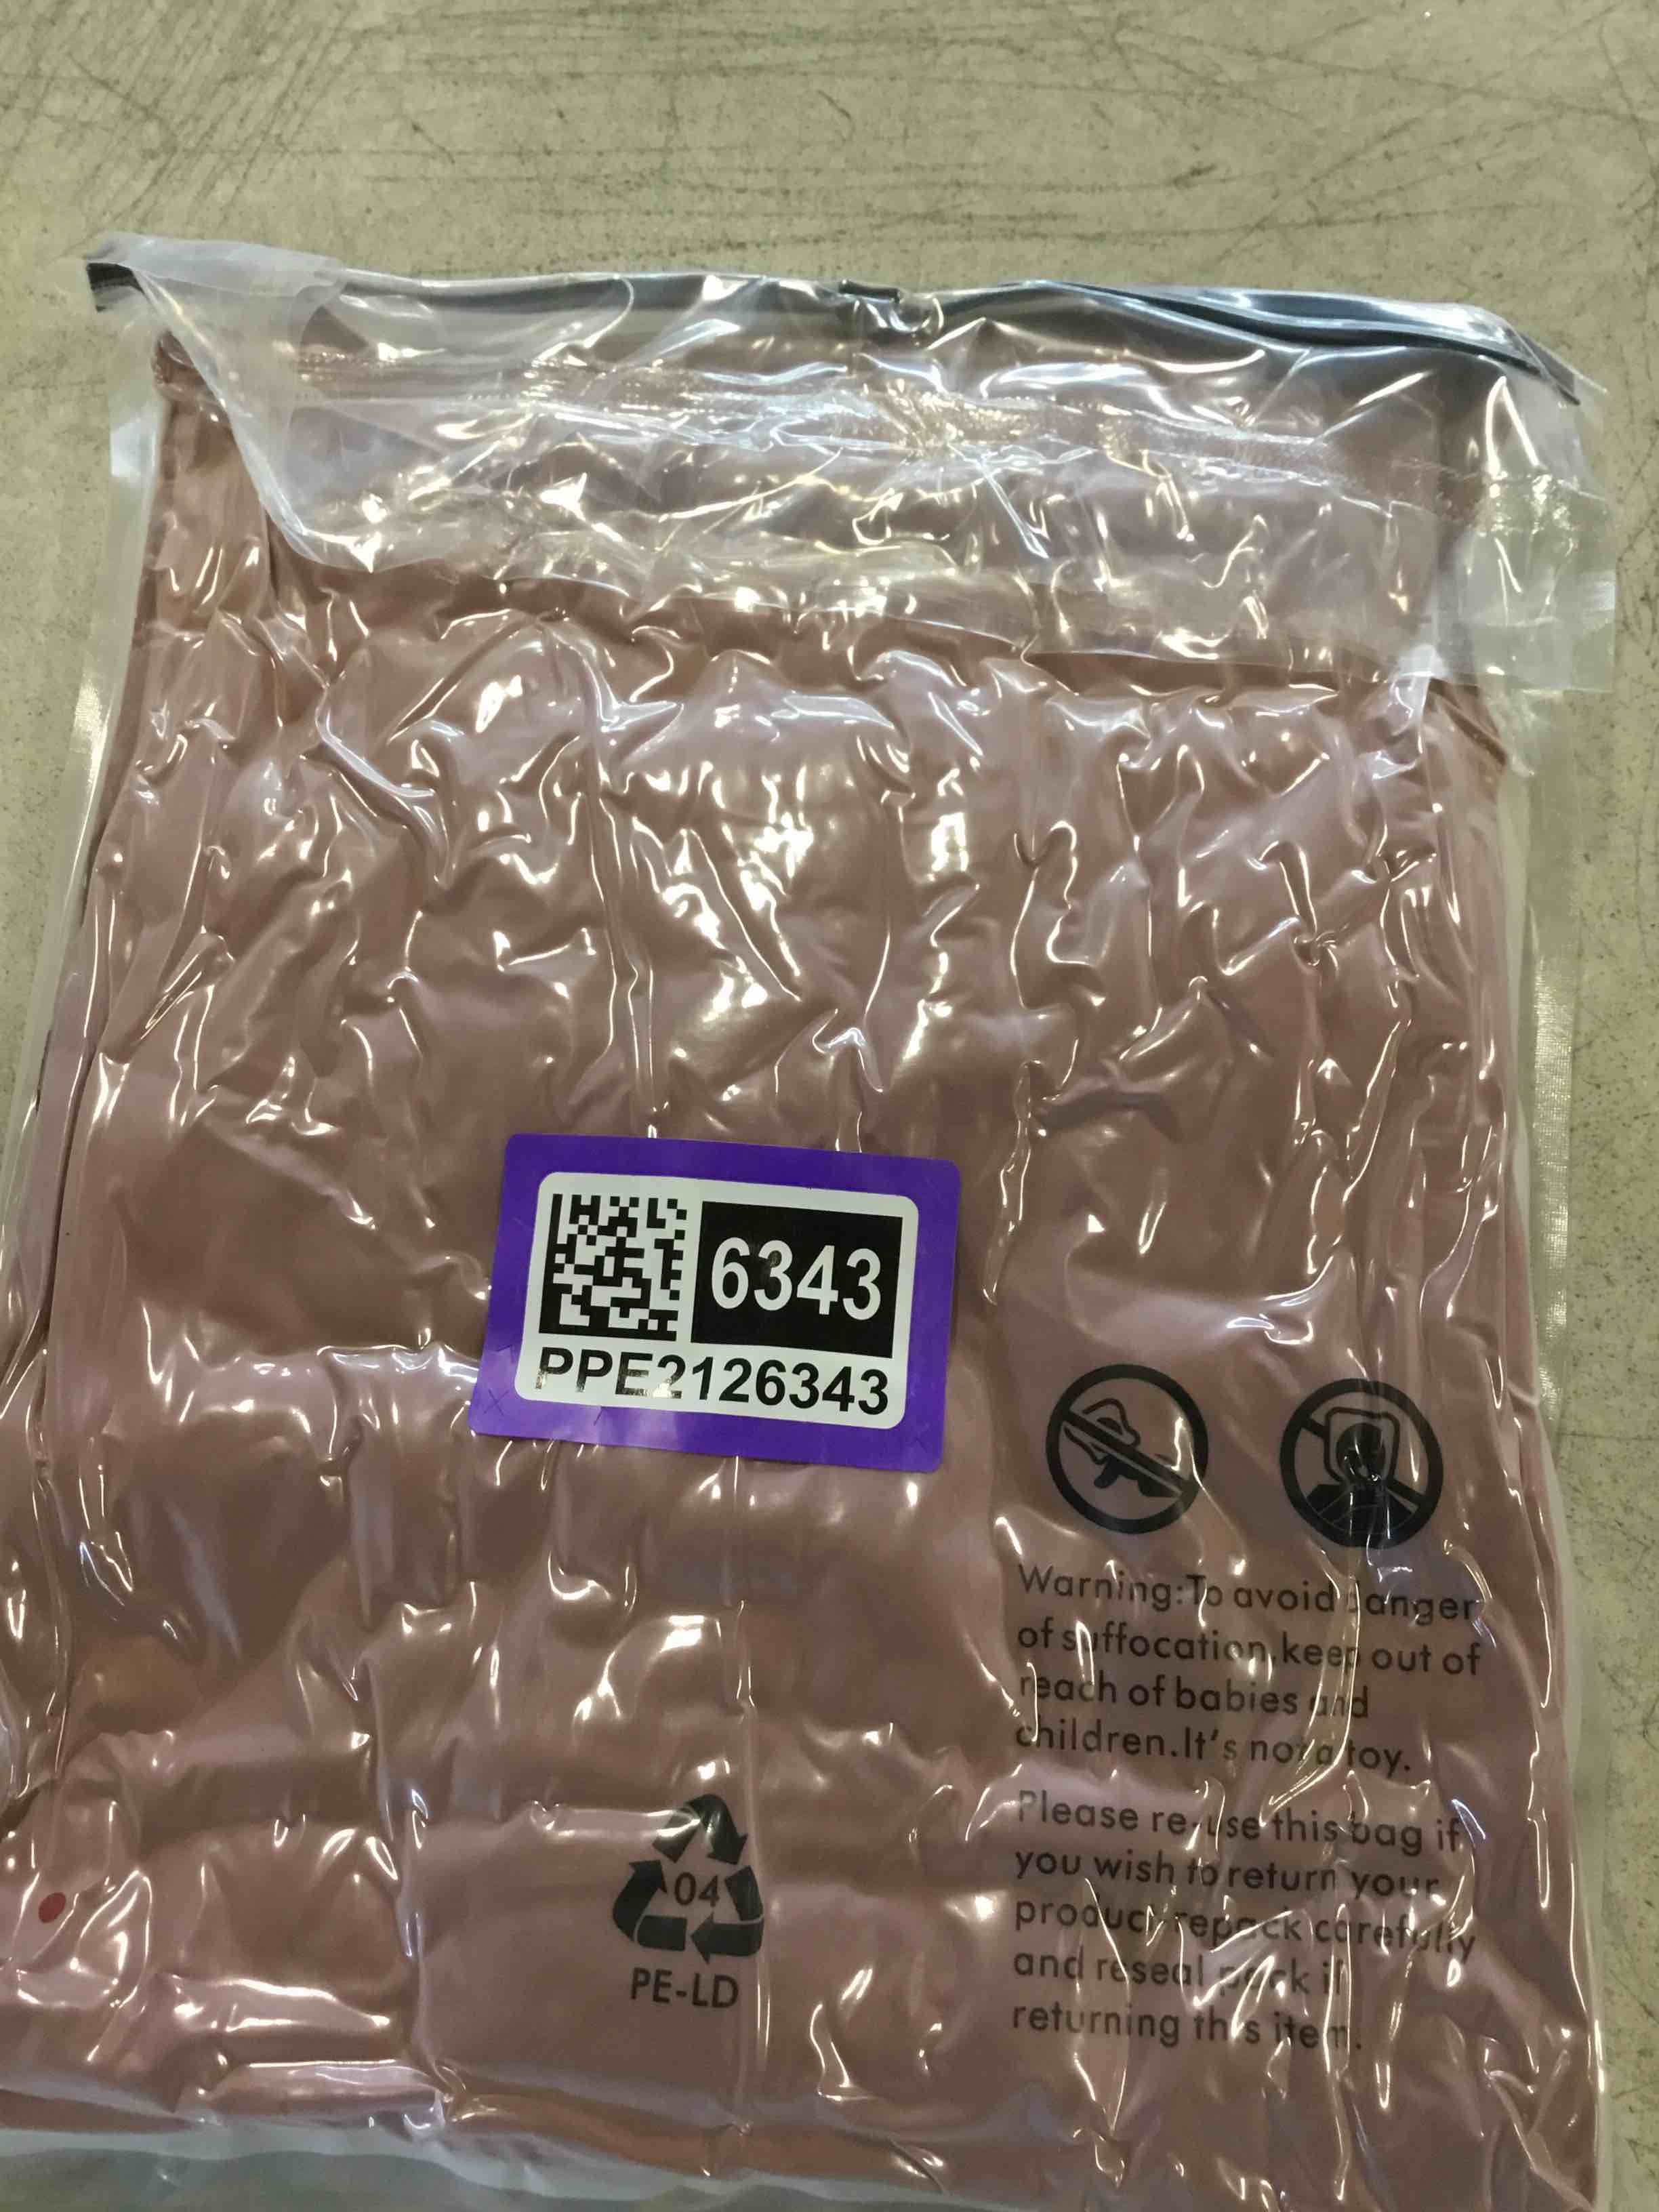 6343
PPE2126343
Warning:To avoid danger
of suffocation,keep out of
reach of babies and
children.It's not a toy.
Please re-use this bag if
you wish to return your
product,repack carefully
and reseal pack if
returning this item.
04
PE-LD